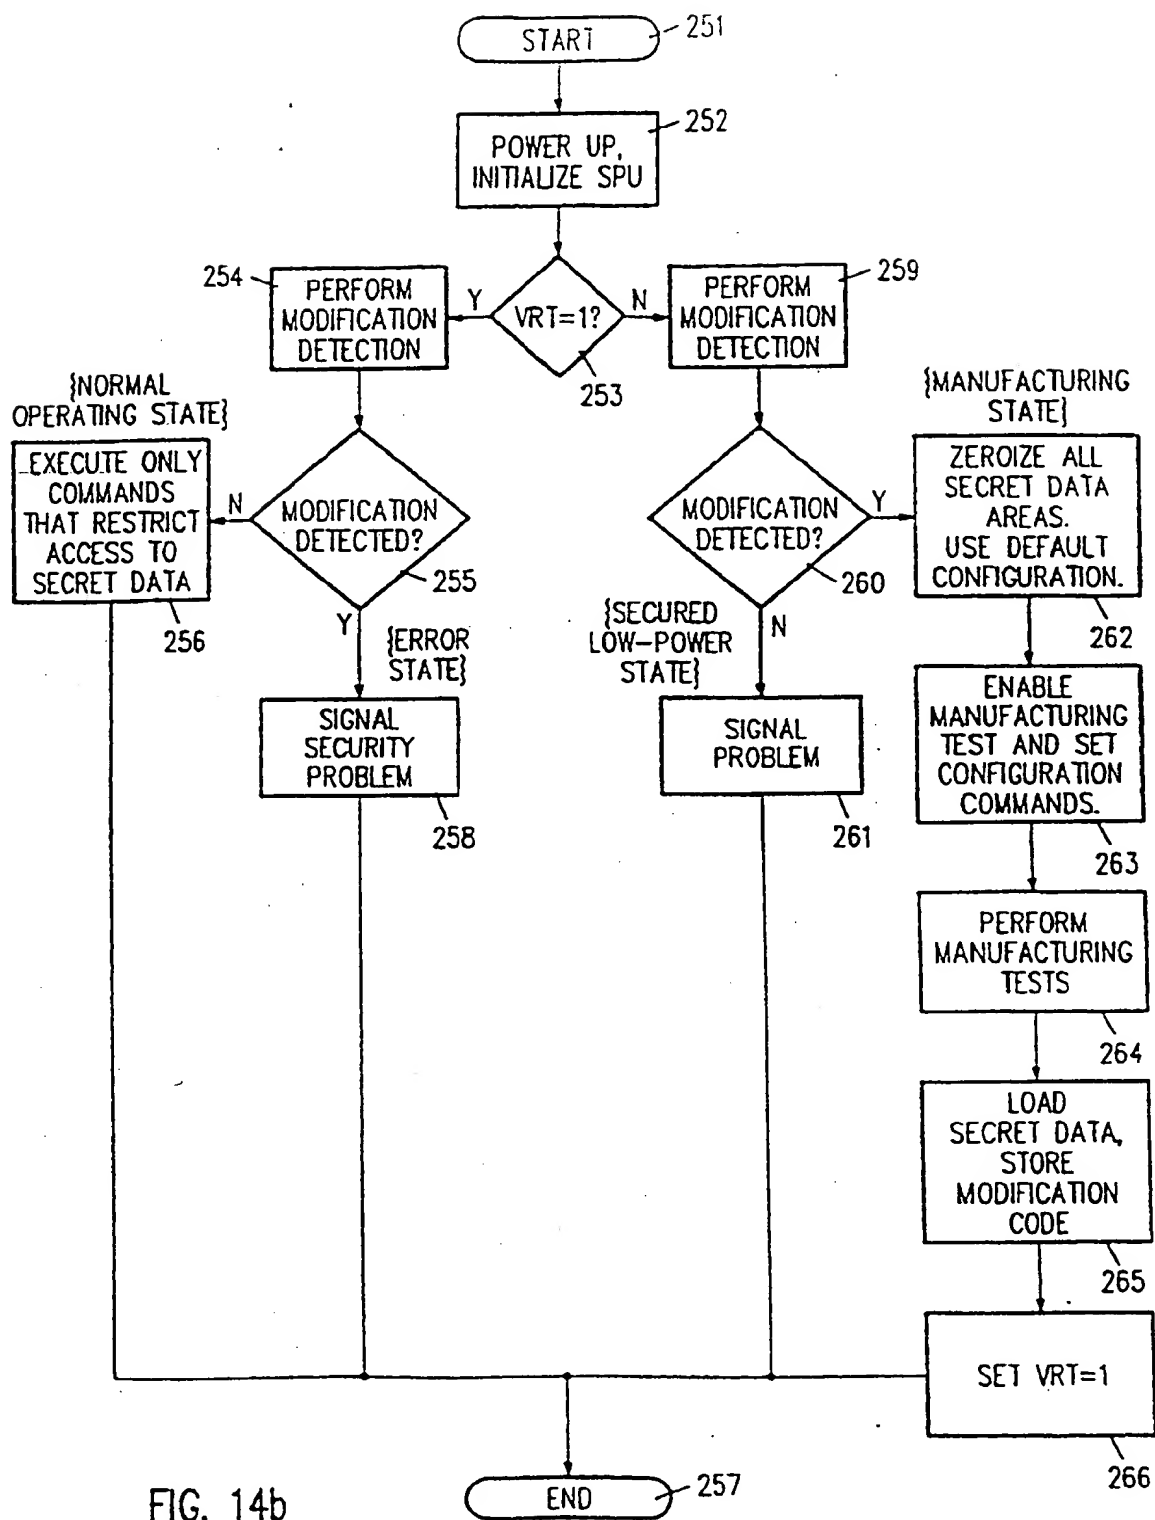 START
251
252
POWER UP,
INITIALIZE SPU
254
PERFORM
MODIFICATION
DETECTION
Y
VRT=1?
N
253
259
PERFORM
MODIFICATION
DETECTION
{NORMAL
OPERATING STATE}
EXECUTE ONLY
COMMANDS
THAT RESTRICT
ACCESS TO
SECRET DATA
256
N
MODIFICATION
DETECTED?
255
Y
{ERROR
STATE}
SIGNAL
SECURITY
PROBLEM
258
MODIFICATION
DETECTED?
260
Y
N
{SECURED
LOW-POWER
STATE}
SIGNAL
PROBLEM
261
{MANUFACTURING
STATE}
ZEROIZE ALL
SECRET DATA
AREAS.
USE DEFAULT
CONFIGURATION.
262
ENABLE
MANUFACTURING
TEST AND SET
CONFIGURATION
COMMANDS.
263
PERFORM
MANUFACTURING
TESTS
264
LOAD
SECRET DATA,
STORE
MODIFICATION
CODE
265
SET VRT=1
266
END
257
FIG. 14b